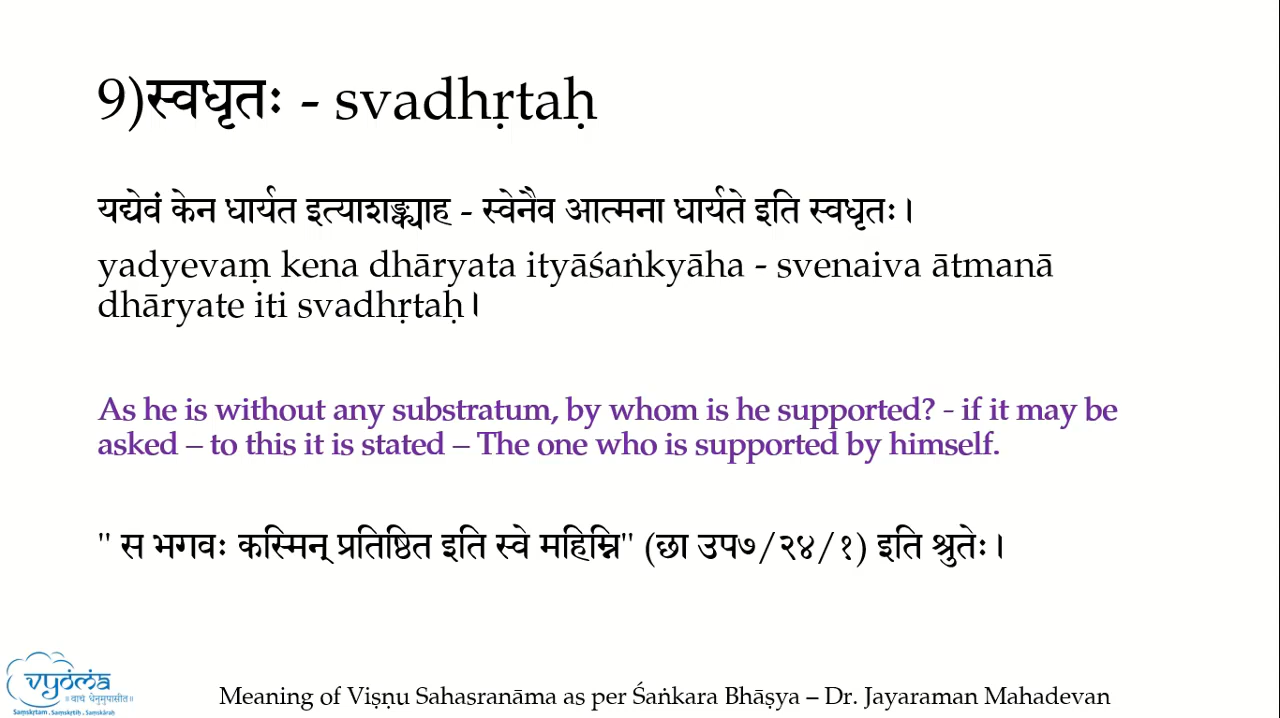 9)स्वधृतः - svadhṛtaḥ
यद्येवं केन धार्यत इत्याशङ्क्याह - स्वेनैव आत्मना धार्यते इति स्वधृतः।
yadyevaṃ kena dhāryata ityāśaṅkyāha - svenaiva ātmanā
dhāryate iti svadhṛtaḥ।
As he is without any substratum, by whom is he supported? - if it may be
asked – to this it is stated – The one who is supported by himself.
" स भगवः कस्मिन् प्रतिष्ठित इति स्वे महिम्नि" (छा उप७/२४/१) इति श्रुतेः।
vyoma
॥ वाचं धेनुमुपासीत॥
Saṃskṛtam . Saṃskṛtiḥ . Saṃskāraḥ
Meaning of Viṣṇu Sahasranāma as per Śaṅkara Bhāṣya – Dr. Jayaraman Mahadevan